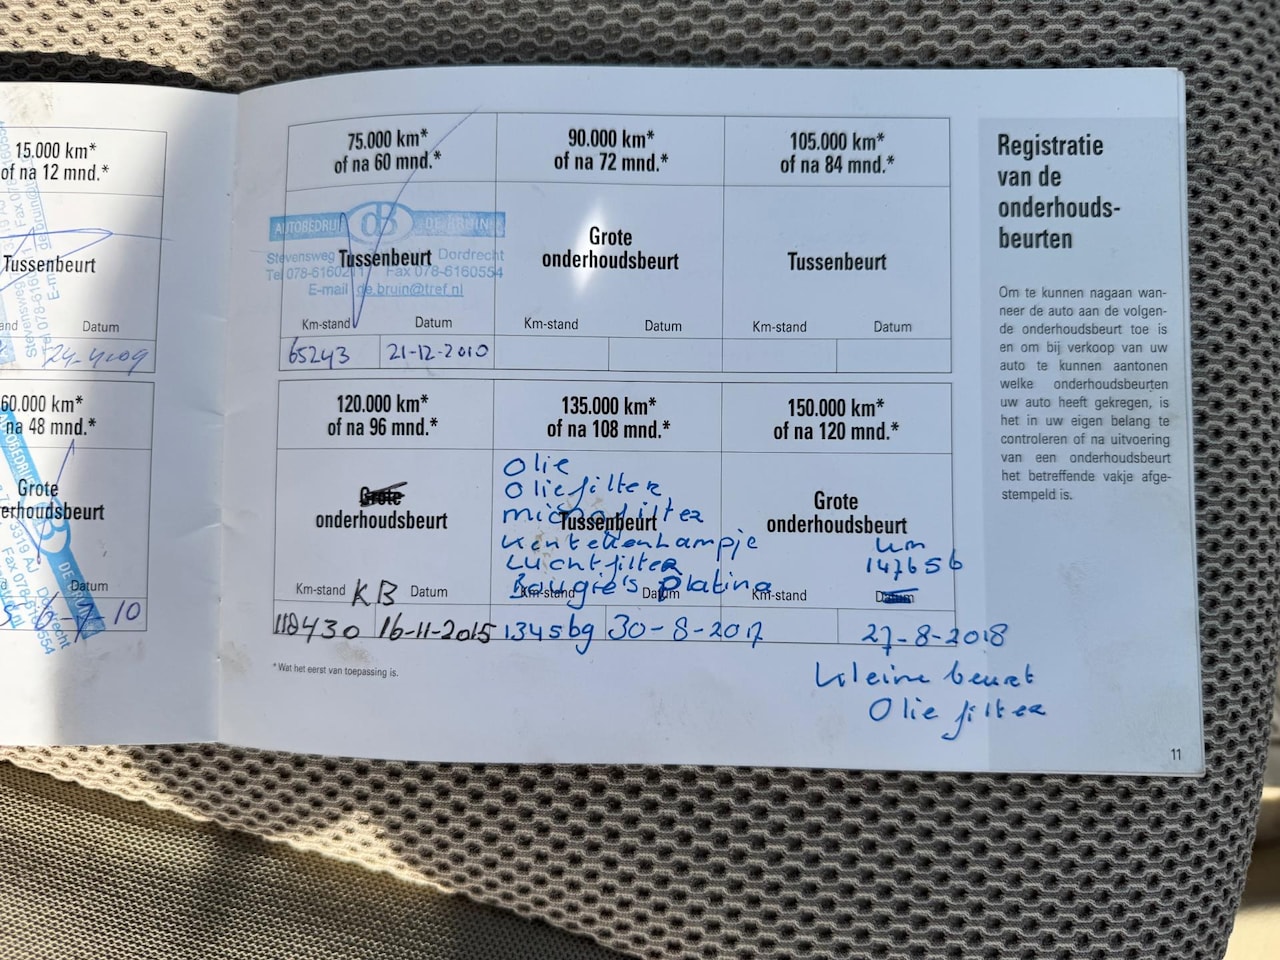 15.000 km*
of na 12 mnd.*
Tussenbeurt
Datum
24-4-09
60.000 km*
na 48 mnd.*
Grote
erhoudsbeurt
Datum
10
75.000 km*
of na 60 mnd.*
AUTOBEDRIJF dB DE BRUIN
Stevensweg Dordrecht
Tussenbeurt
Tel 078-6160211 Fax 078-6160554
E-mail de.bruin@tref.nl
Km-stand Datum
65243 21-12-2010
90.000 km*
of na 72 mnd.*
Grote
onderhoudsbeurt
Km-stand Datum
105.000 km*
of na 84 mnd.*
Tussenbeurt
Km-stand Datum
120.000 km*
of na 96 mnd.*
Grote
onderhoudsbeurt
Km-stand KB Datum
118430 16-11-2015
135.000 km*
of na 108 mnd.*
Olie
Oliefilter
microfilter
Tussenbeurt
Kentekenlampje
Luchtfilter
Bougie's plating
Km-stand Datum
134569 30-8-2017
150.000 km*
of na 120 mnd.*
Grote
onderhoudsbeurt
km
147656
Km-stand Datum
27-8-2018
Kleine beurt
Olie filter
* Wat het eerst van toepassing is.
Registratie
van de
onderhouds-
beurten
Om te kunnen nagaan wan-
neer de auto aan de volgen-
de onderhoudsbeurt toe is
en om bij verkoop van uw
auto te kunnen aantonen
welke onderhoudsbeurten
uw auto heeft gekregen, is
het in uw eigen belang te
controleren of na uitvoering
van een onderhoudsbeurt
het betreffende vakje afge-
stempeld is.
11